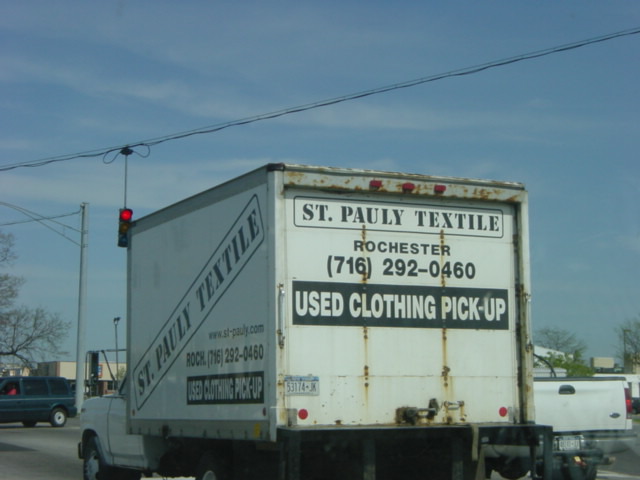 ST. PAULY TEXTILE
ROCHESTER
(716) 292-0460
USED CLOTHING PICK-UP
ST. PAULY TEXTILE
www.st-pauly.com
ROCH. (716) 292-0460
USED CLOTHING PICK-UP